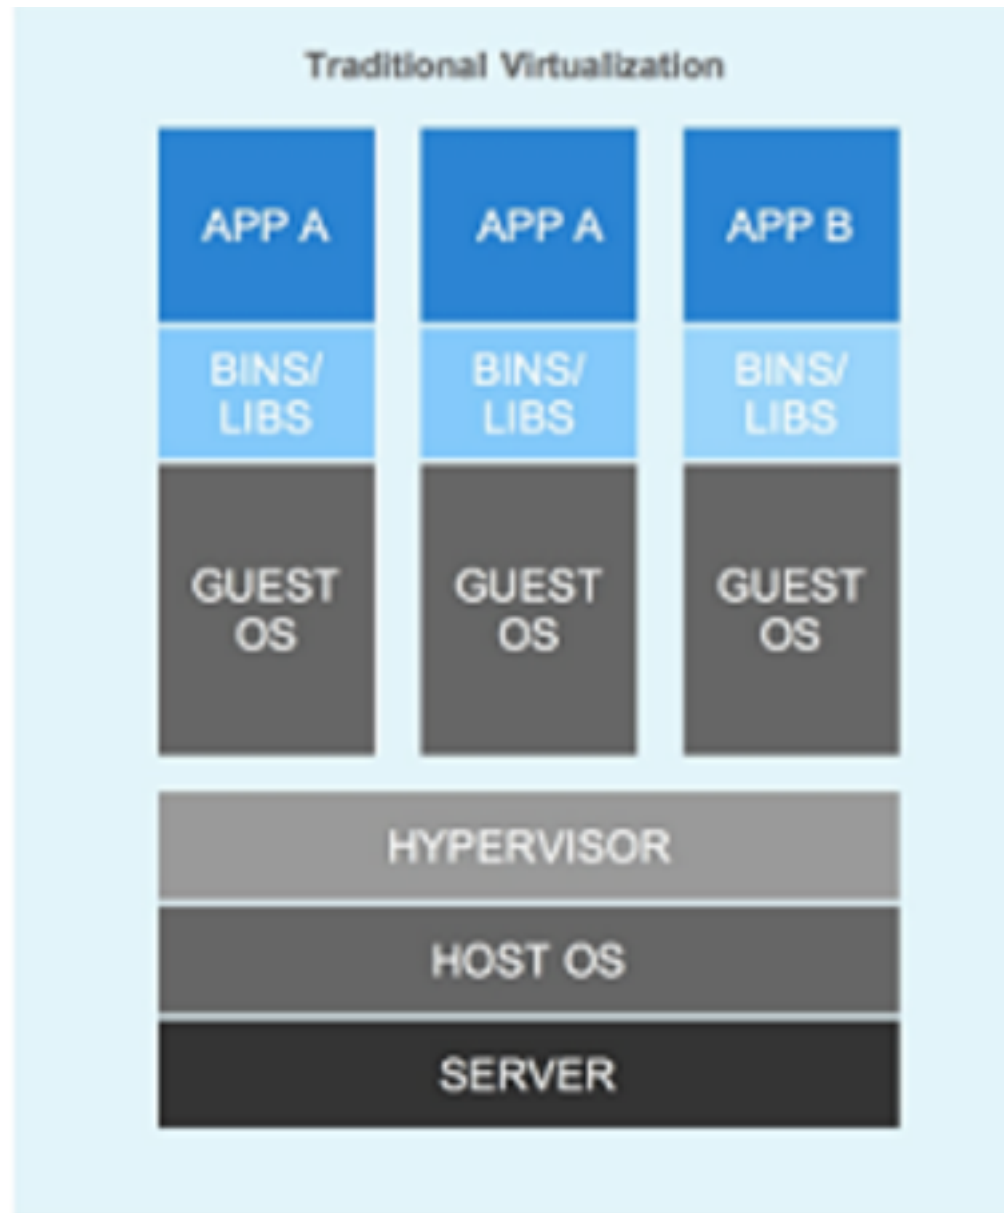 Traditional Virtualization
APP A
APP A
APP B
BINS/
LIBS
BINS/
LIBS
BINS/
LIBS
GUEST
OS
GUEST
OS
GUEST
OS
HYPERVISOR
HOST OS
SERVER